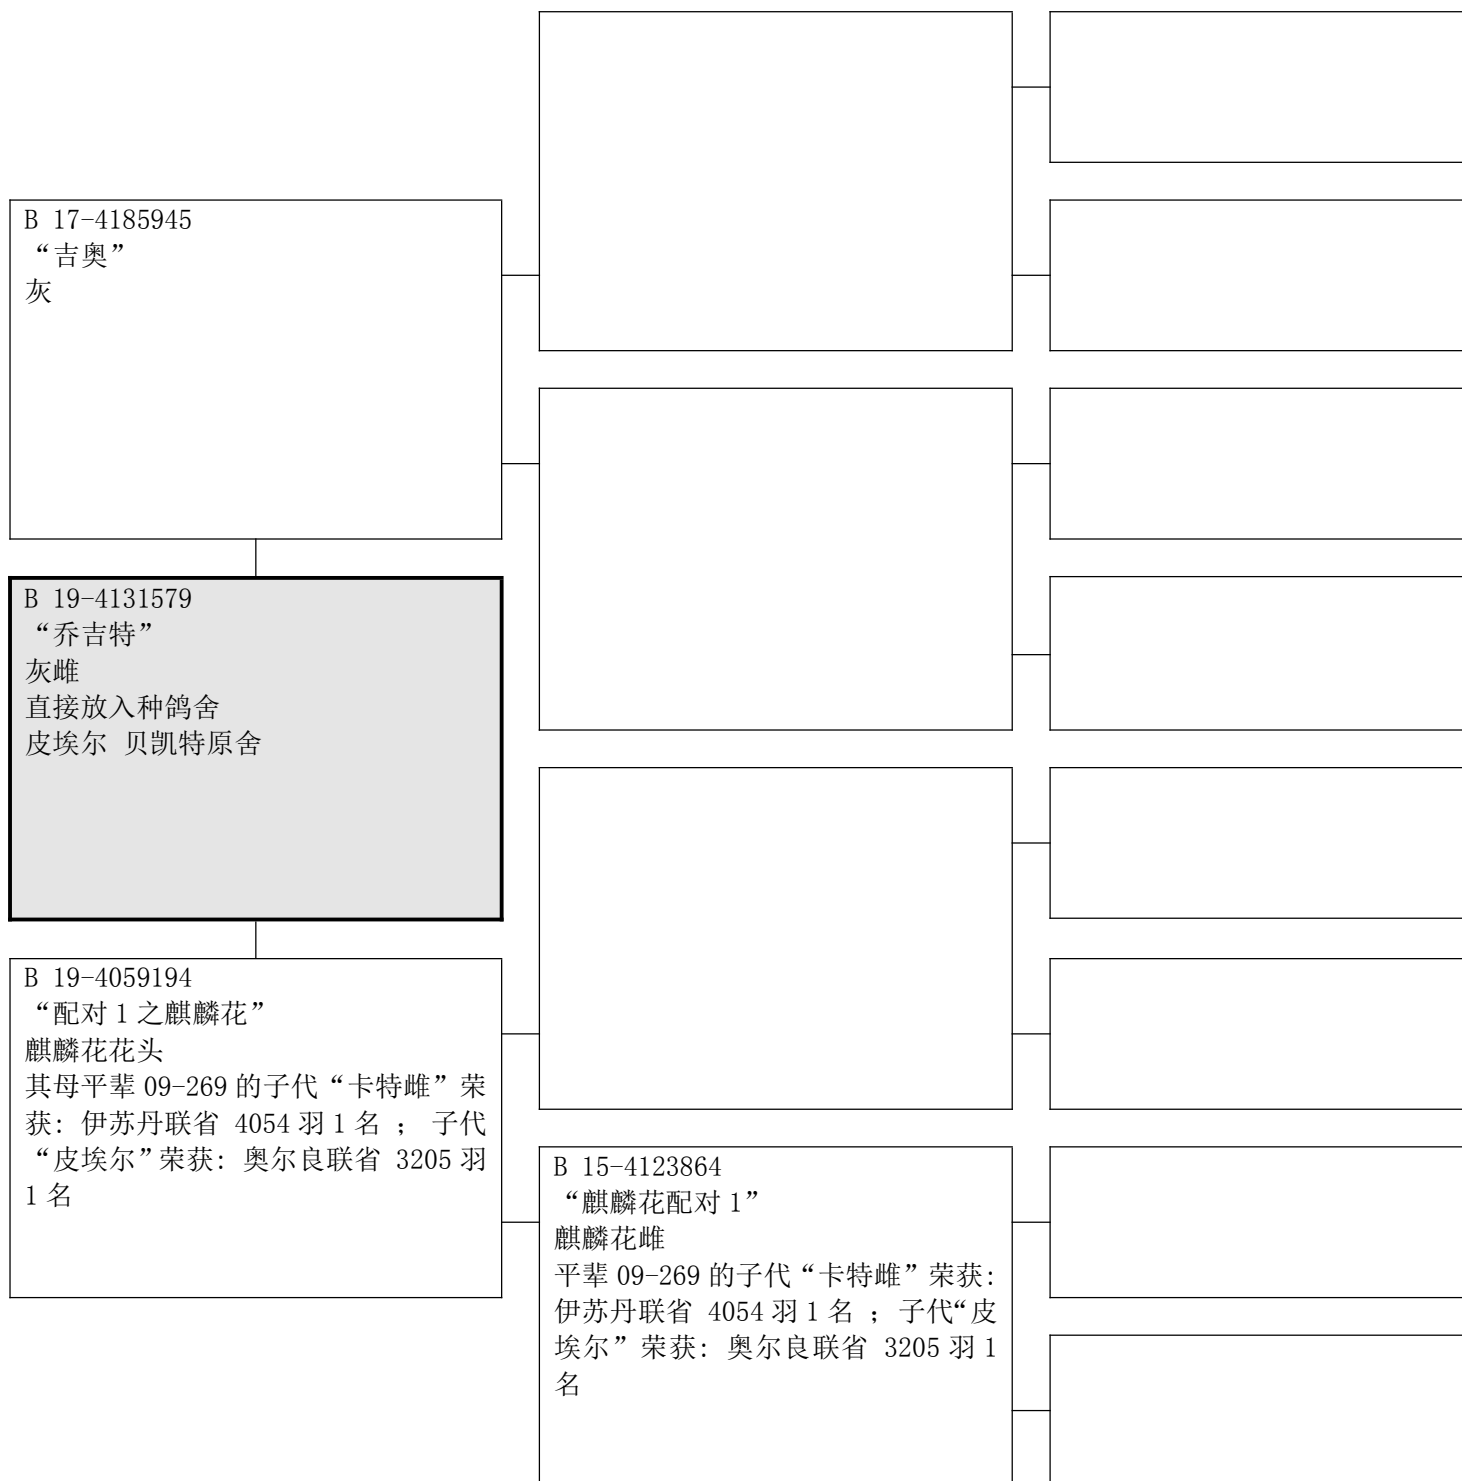 B 17-4185945
“吉奥”
灰
B 19-4131579
“乔吉特”
灰雌
直接放入种鸽舍
皮埃尔 贝凯特原舍
B 19-4059194
“配对 1 之麒麟花”
麒麟花花头
其母平辈 09-269 的子代“卡特雌”荣
获: 伊苏丹联省 4054 羽 1 名 ; 子代
“皮埃尔”荣获: 奥尔良联省 3205 羽
1 名
B 15-4123864
“麒麟花配对 1”
麒麟花雌
平辈 09-269 的子代“卡特雌”荣获:
伊苏丹联省 4054 羽 1 名 ; 子代“皮
埃尔”荣获: 奥尔良联省 3205 羽 1
名